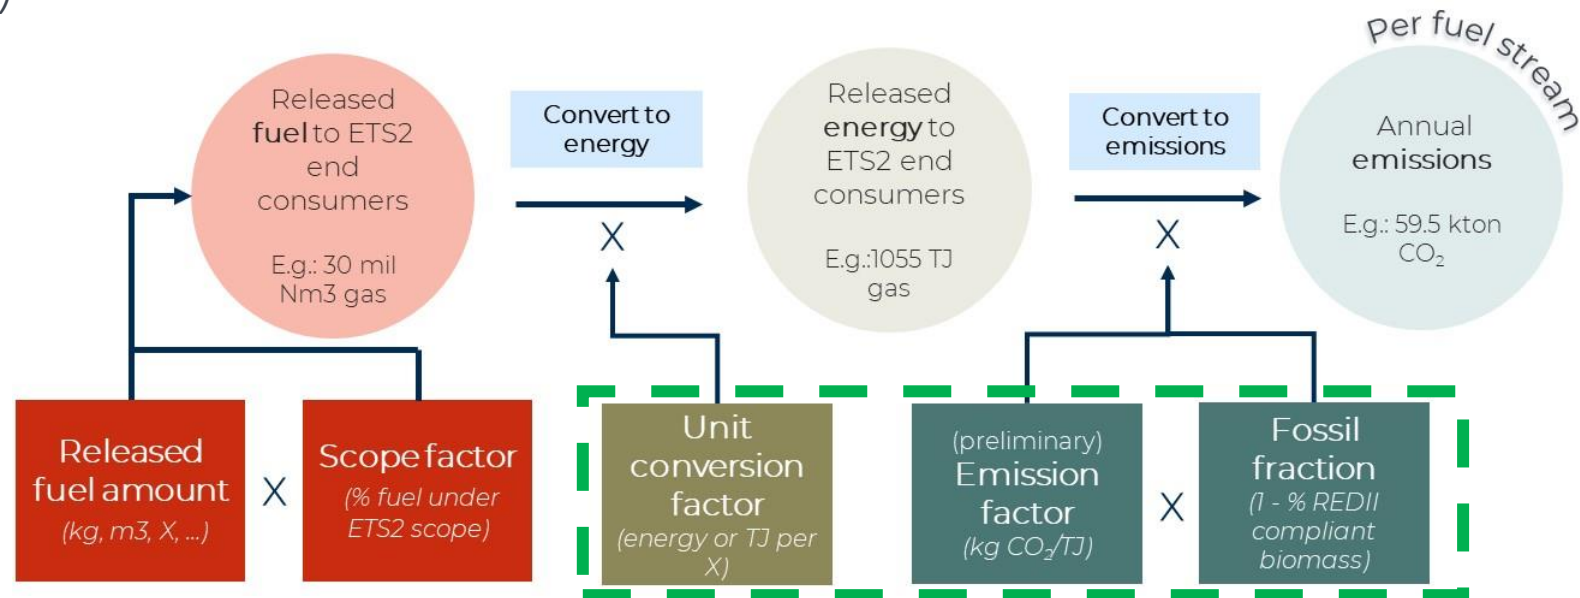 )
Per fuel stream
Released
fuel to ETS2
end
consumers
E.g.: 30 mil
Nm3 gas
Convert to
energy
X
Released
energy to
ETS2 end
consumers
E.g.:1055 TJ
gas
Convert to
emissions
X
Annual
emissions
E.g.: 59.5 kton
CO₂
Released
fuel amount
(kg, m3, X, ...)
X
Scope factor
(% fuel under
ETS2 scope)
Unit
conversion
factor
(energy or TJ per
X)
(preliminary)
Emission
factor
(kg CO₂/TJ)
X
Fossil
fraction
(1 - % REDII
compliant
biomass)